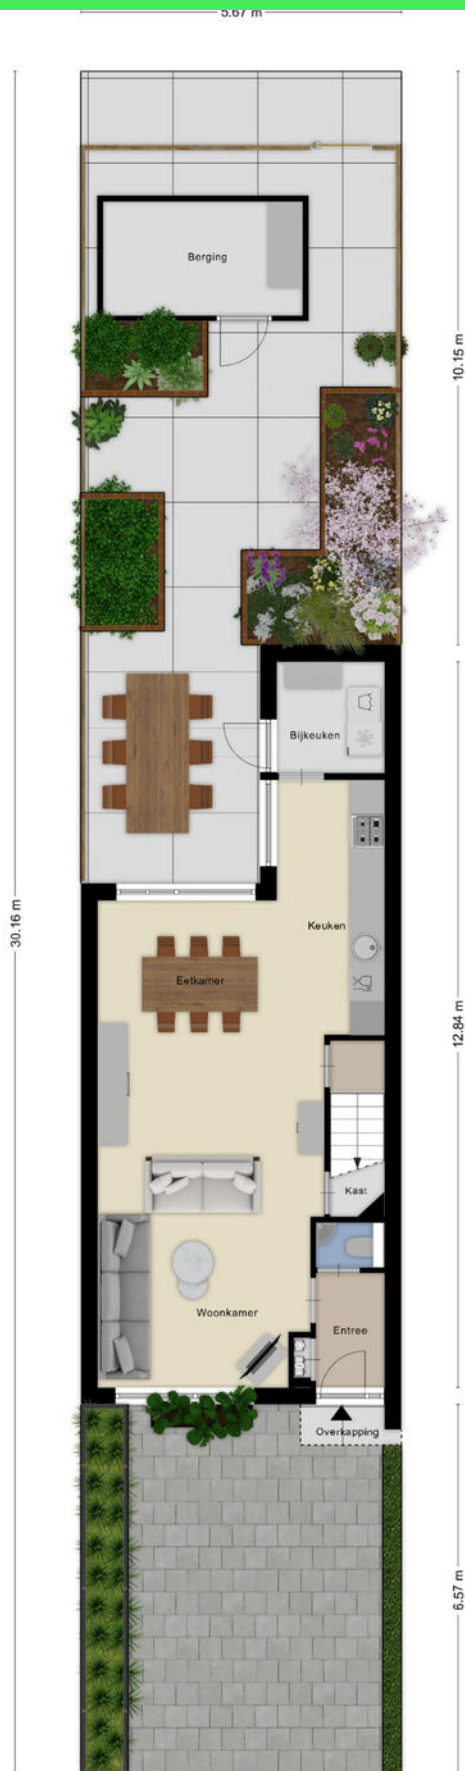 5.67 m
Berging
10.15 m
Bijkeuken
Keuken
30.16 m
Eetkamer
12.84 m
Kast
Woonkamer
Entree
Overkapping
6.57 m